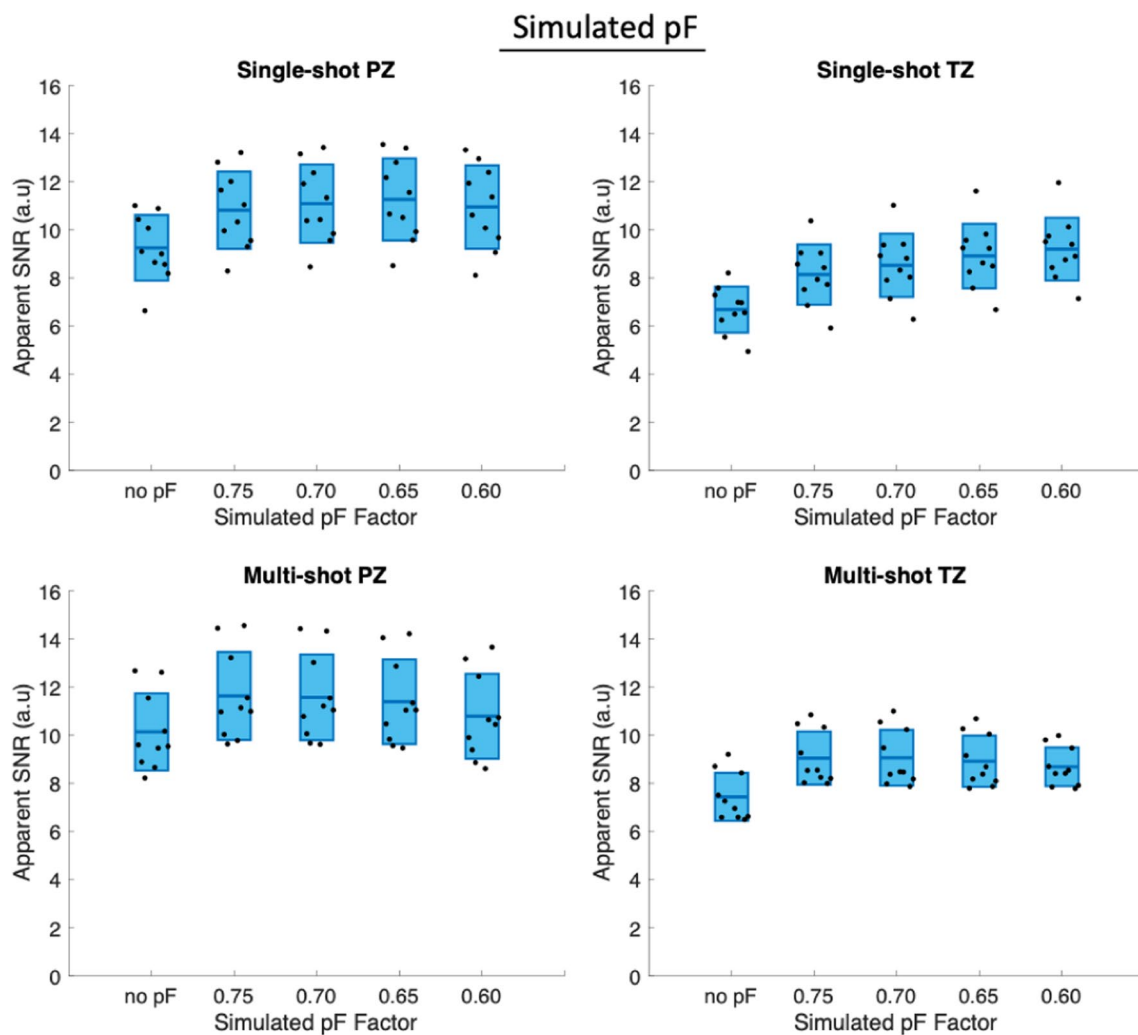 Simulated pF
Single-shot PZ
16
14
12
10
8
6
4
2
0
Apparent SNR (a.u)
no pF 0.75 0.70 0.65 0.60
Simulated pF Factor
Single-shot TZ
16
14
12
10
8
6
4
2
0
Apparent SNR (a.u)
no pF 0.75 0.70 0.65 0.60
Simulated pF Factor
Multi-shot PZ
16
14
12
10
8
6
4
2
0
Apparent SNR (a.u)
no pF 0.75 0.70 0.65 0.60
Simulated pF Factor
Multi-shot TZ
16
14
12
10
8
6
4
2
0
Apparent SNR (a.u)
no pF 0.75 0.70 0.65 0.60
Simulated pF Factor